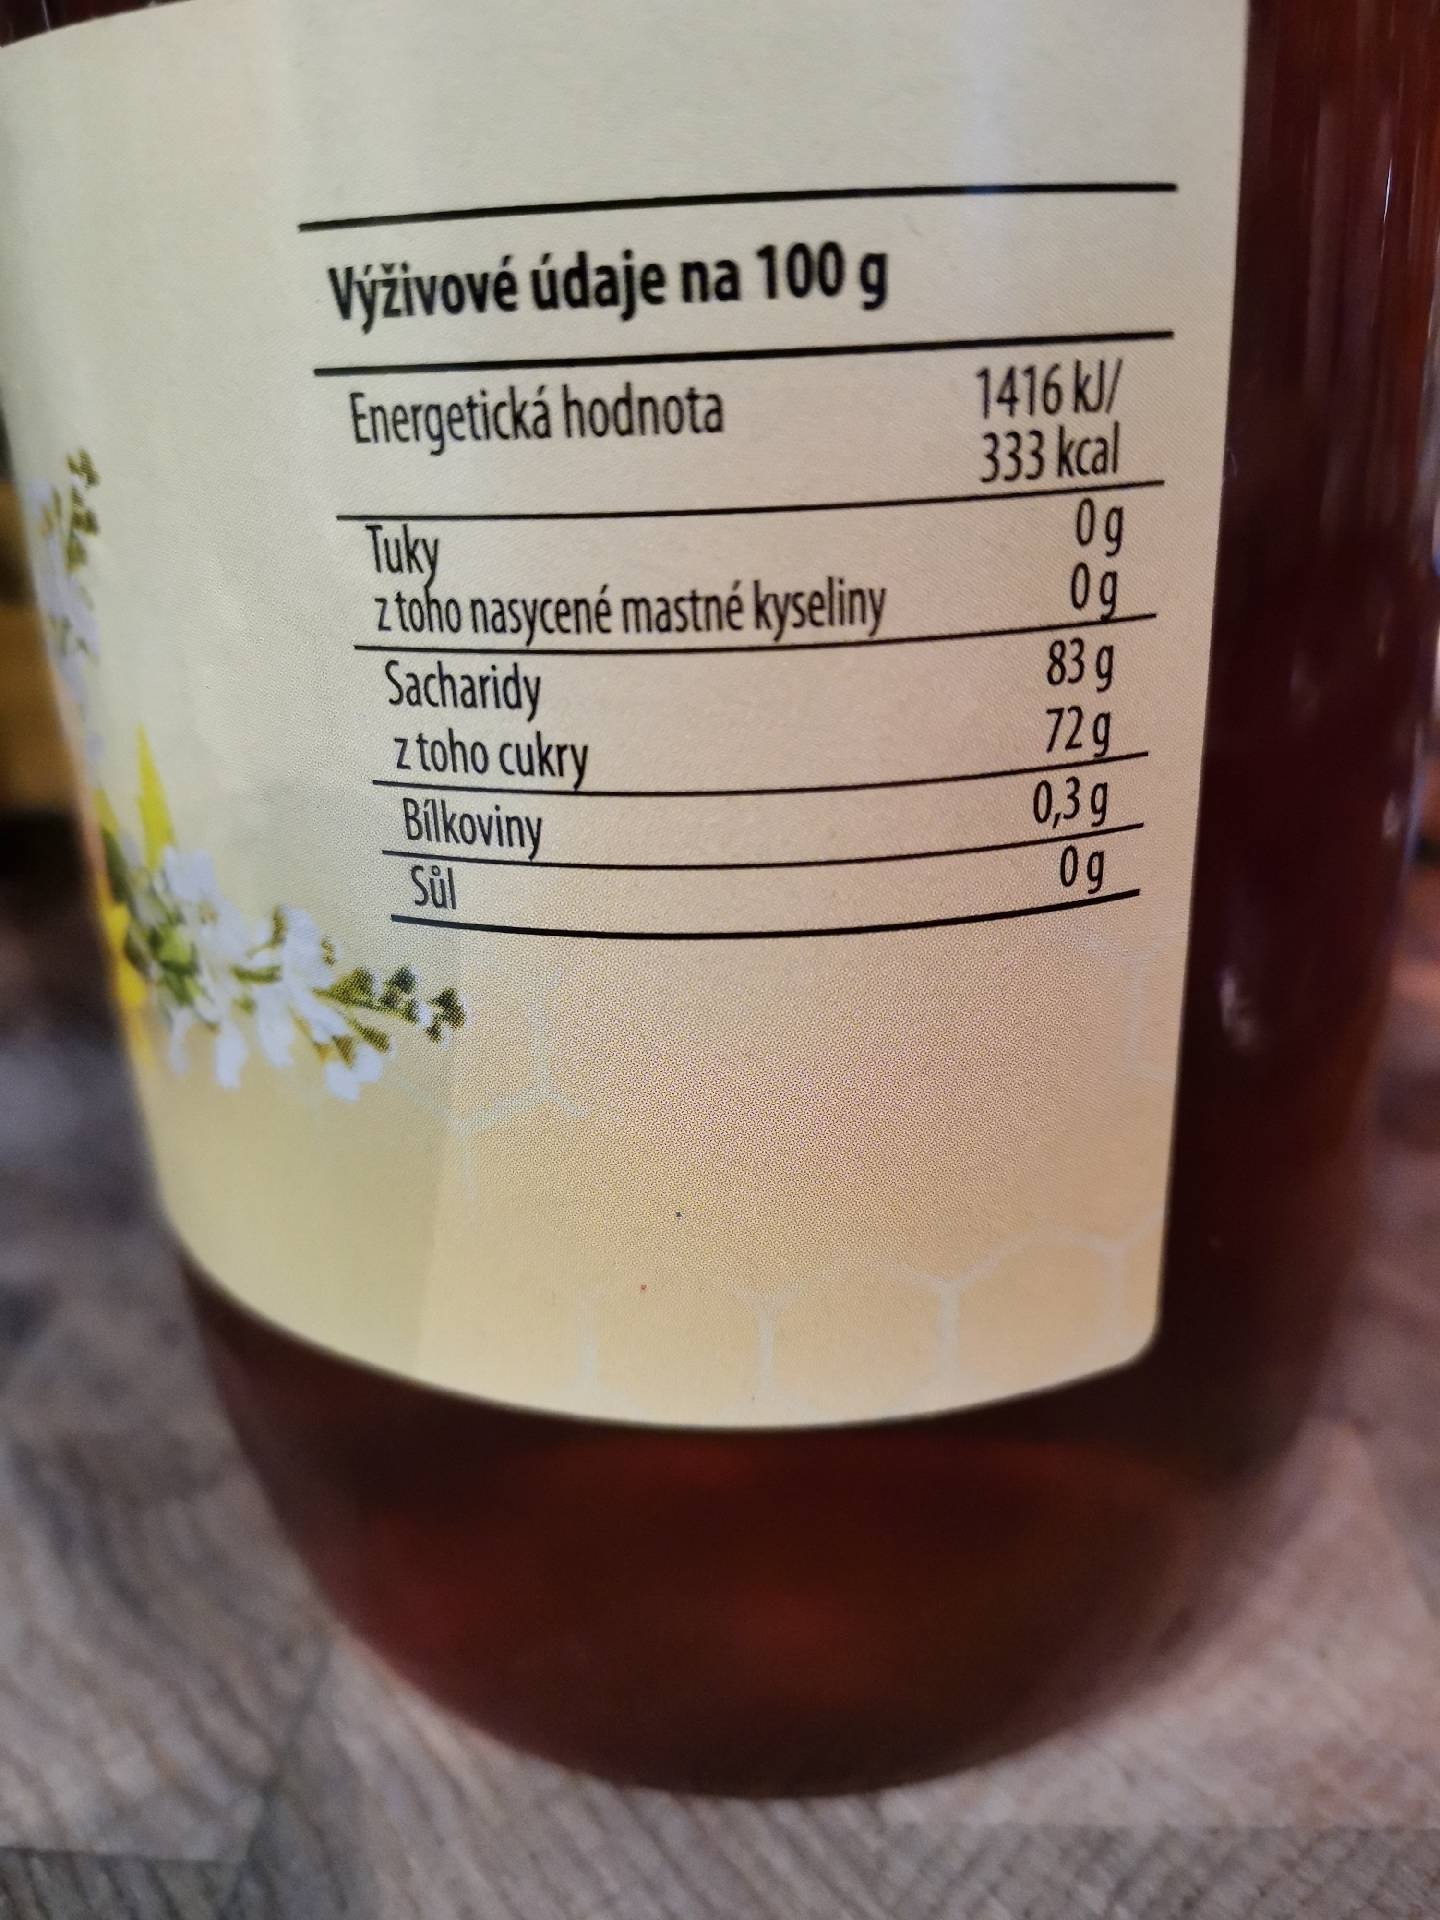 Výživové údaje na 100 g
Energetická hodnota 1416 kJ/
333 kcal
Tuky 0 g
z toho nasycené mastné kyseliny 0 g
Sacharidy 83 g
z toho cukry 72 g
Bílkoviny 0,3 g
Sůl 0 g